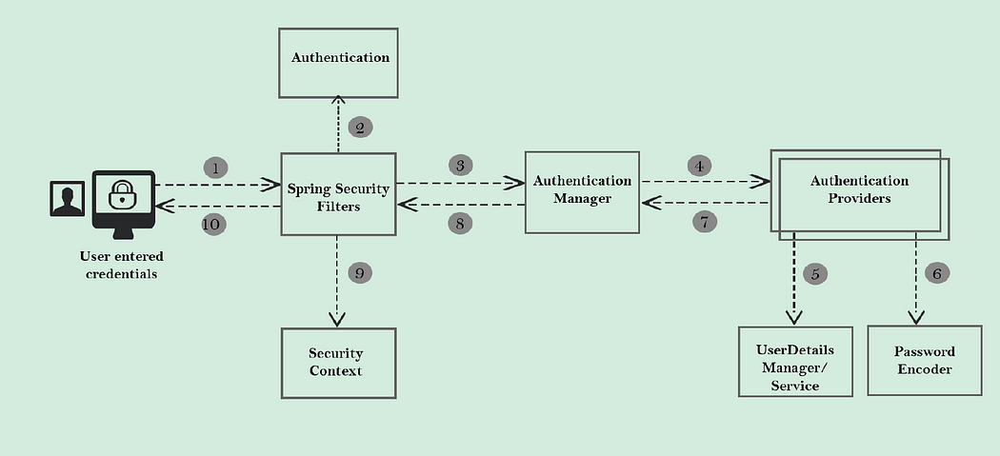 Authentication
2
1
3
4
Spring Security
Filters
Authentication
Manager
Authentication
Providers
10
8
7
User entered
credentials
9
5
6
Security
Context
UserDetails
Manager/
Service
Password
Encoder